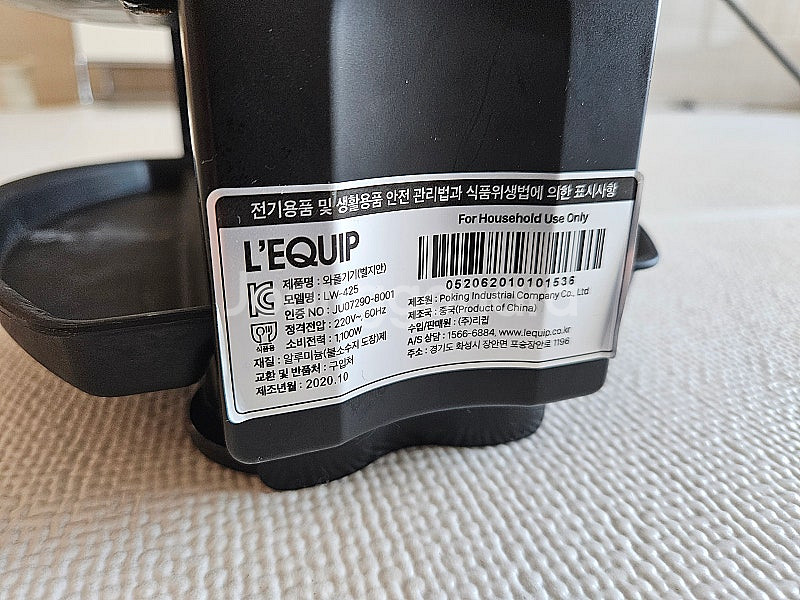 전기용품 및 생활용품 안전 관리법과 식품위생법에 의한 표시사항
L'EQUIP
For Household Use Only
052062010101536
제품명 : 와플기기(벨지안)
모델명 : LW-425
인증 NO : JU07290-8001
정격전압 : 220V~, 60Hz
소비전력 : 1,100W
식품용
재질 : 알루미늄(불소수지 도장)제
교환 및 반품처 : 구입처
제조년월 : 2020.10
제조원 : Poking Industrial Company Co., Ltd
제조국 : 중국(Product of China)
수입/판매원 : (주)리큅
A/S 상담 : 1566-6884, www.lequip.co.kr
주소 : 경기도 화성시 장안면 포승장안로 1196